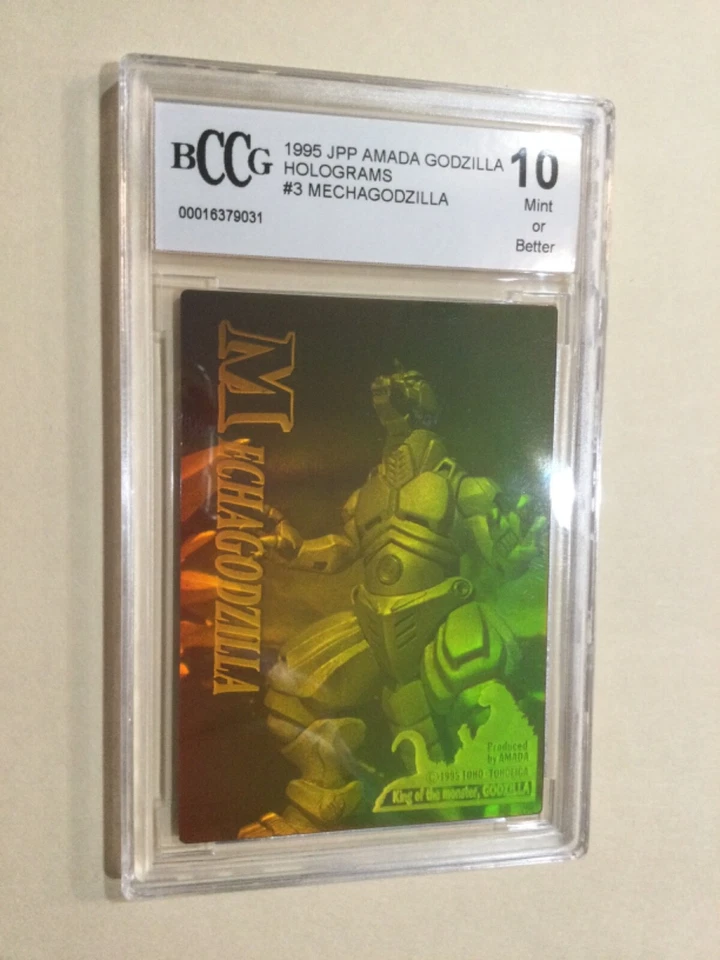 BCCG
1995 JPP AMADA GODZILLA
HOLOGRAMS
#3 MECHAGODZILLA
00016379031
10
Mint
or
Better
MECHAGODZILLA
Produced
by AMADA
©1995 TOHO
King of the monster, GODZILLA